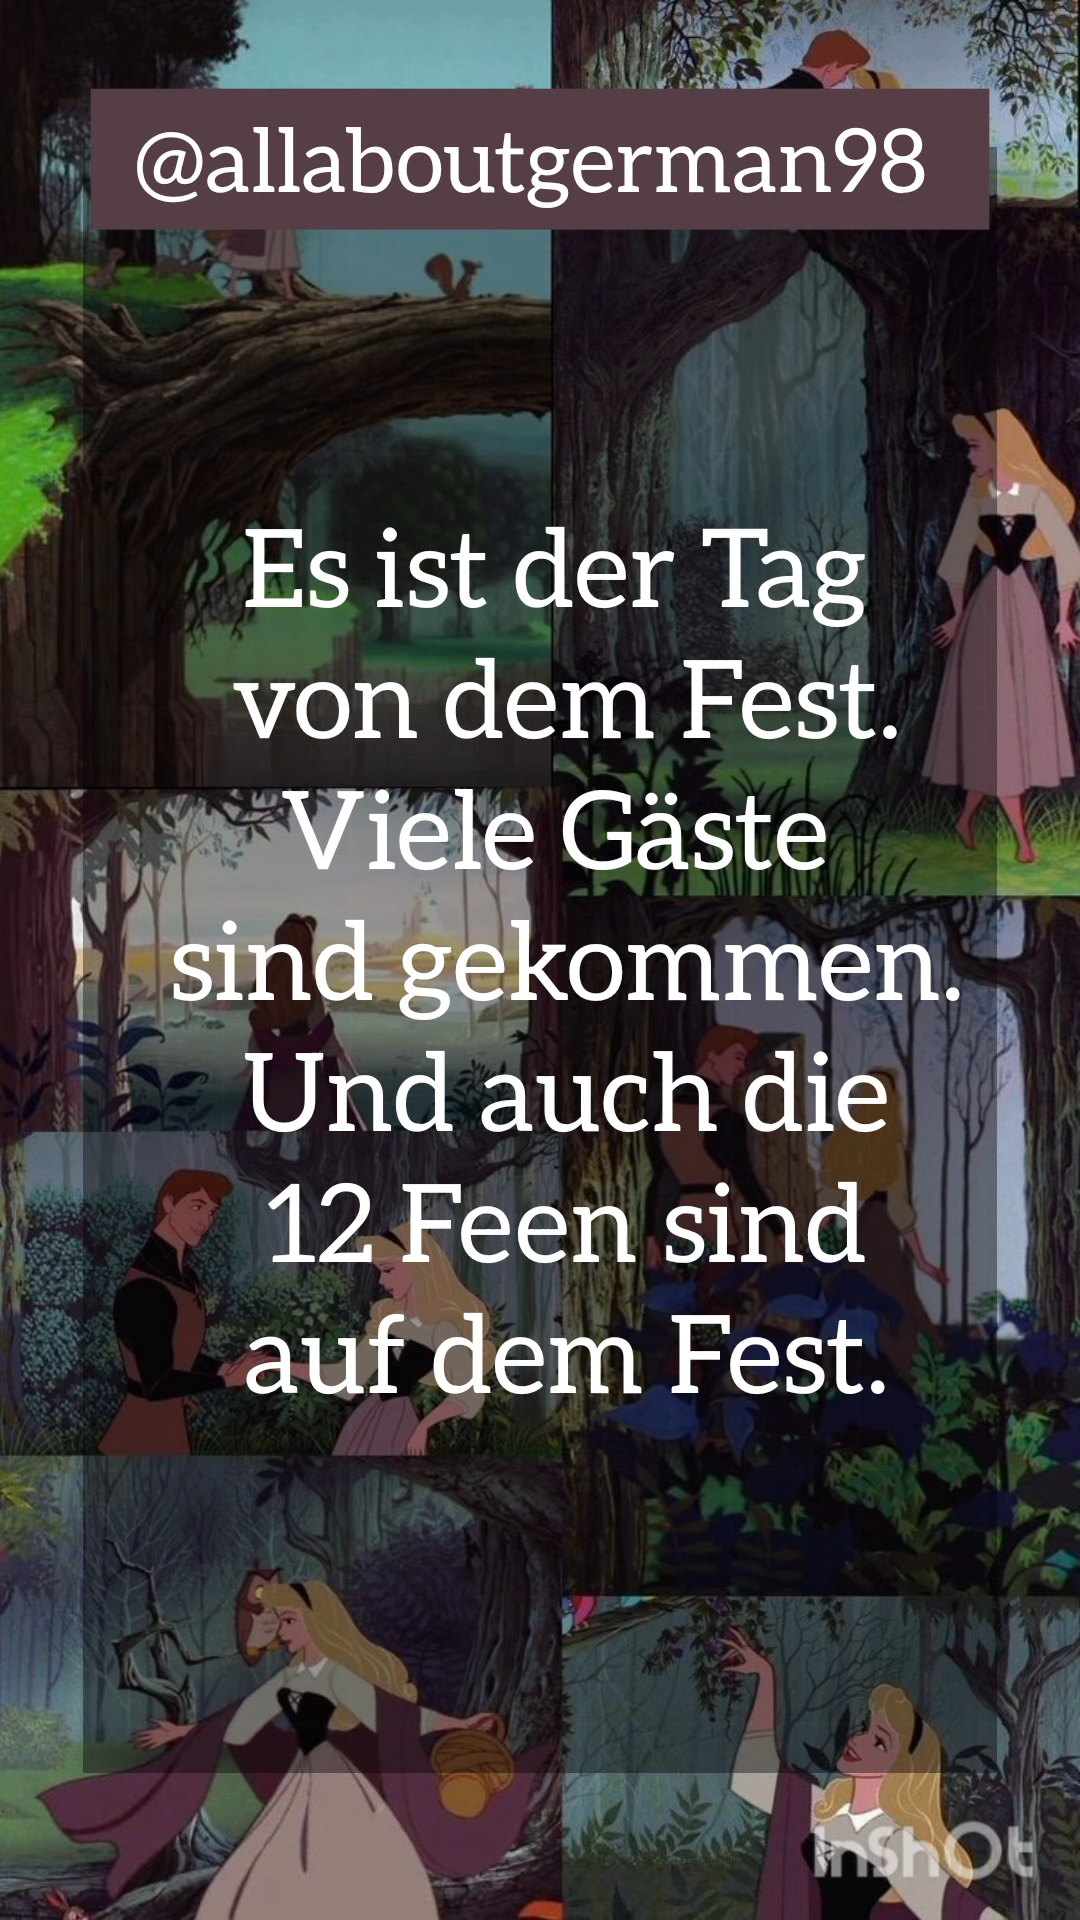 @allaboutgerman98
Es ist der Tag
von dem Fest.
Viele Gäste
sind gekommen.
Und auch die
12 Feen sind
auf dem Fest.
InShOt